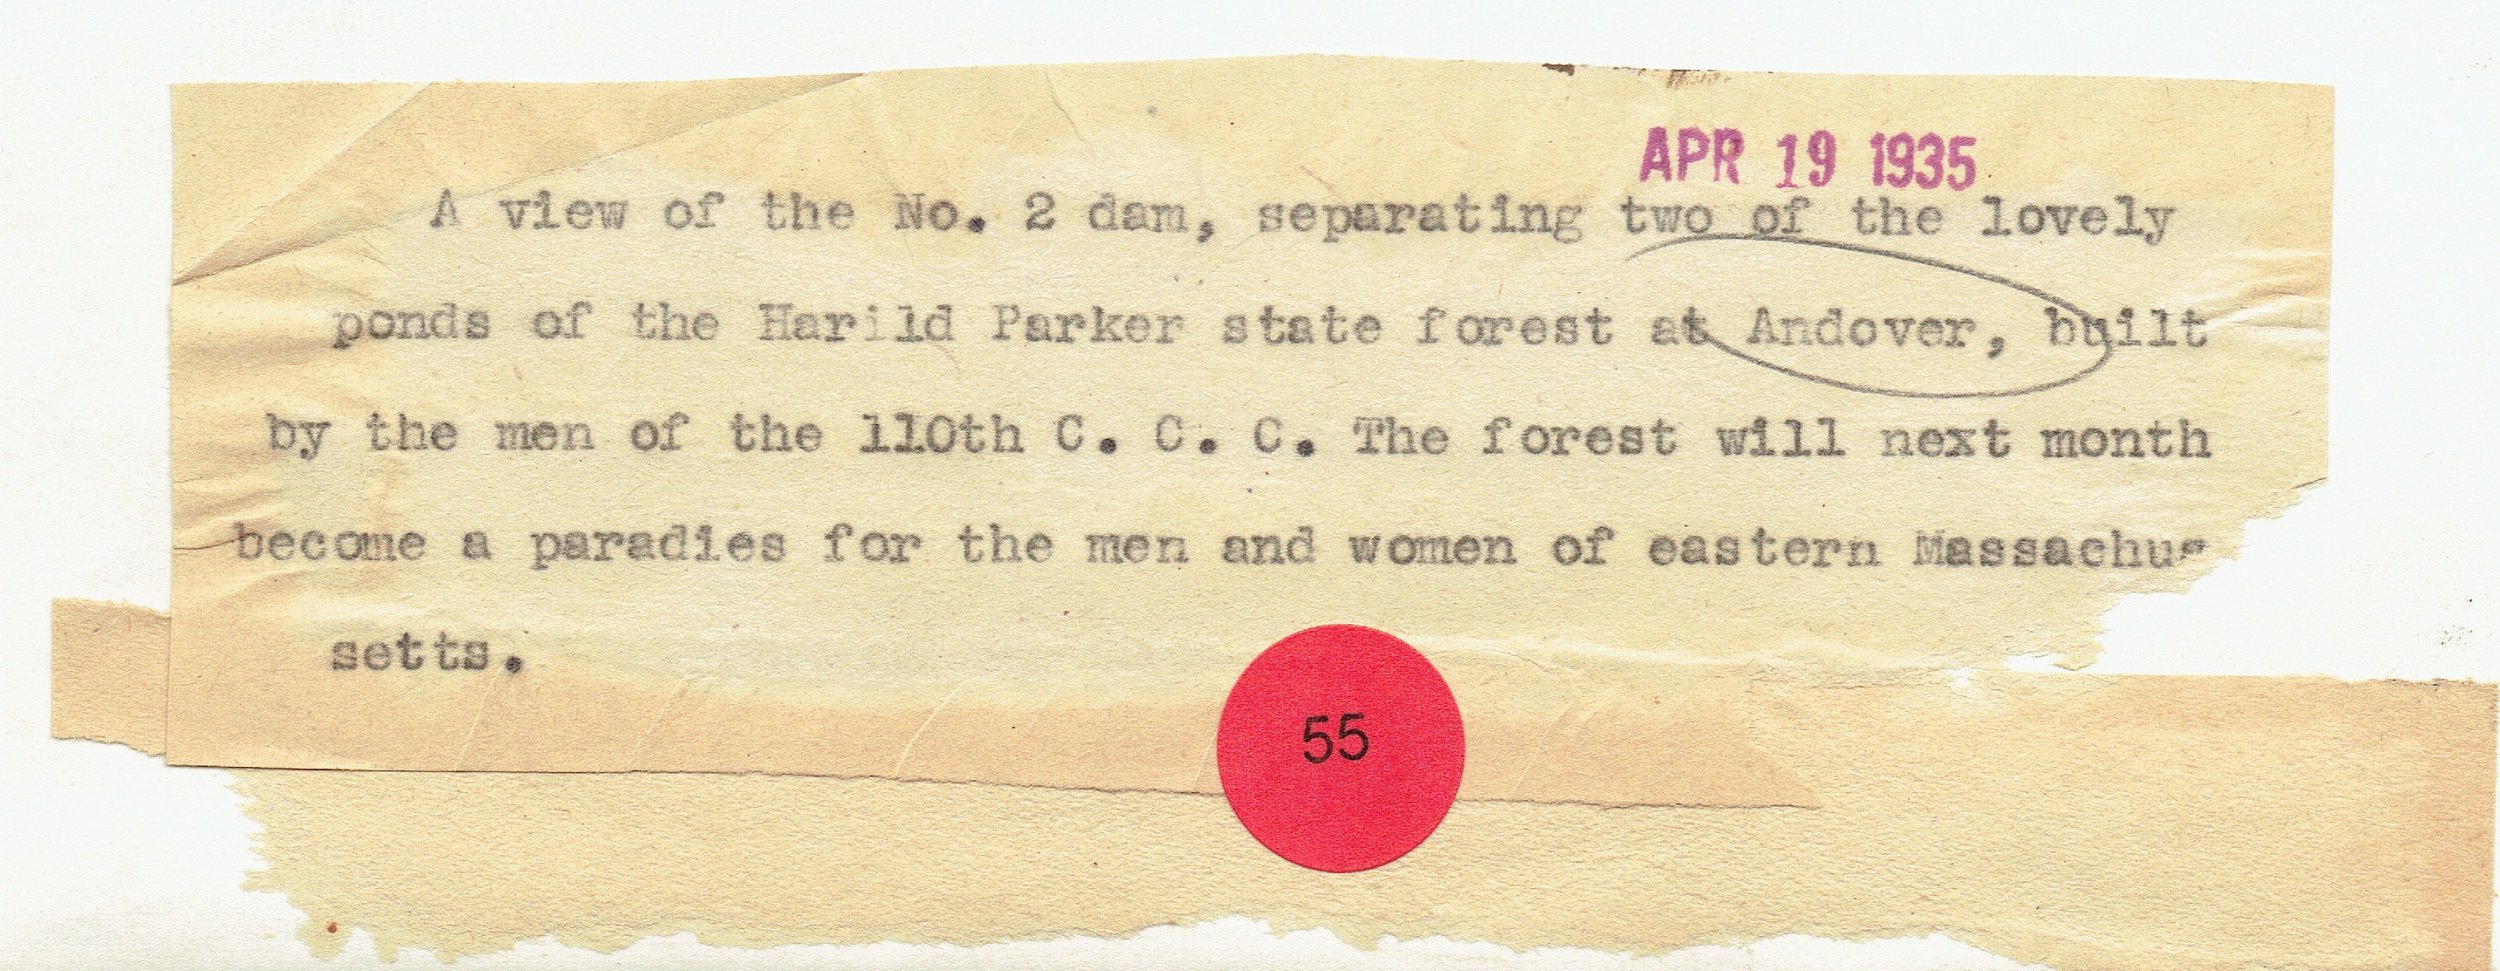 APR 19 1935
A view of the No. 2 dam, separating two of the lovely
ponds of the Harild Parker state forest at Andover, built
by the men of the 110th C. C. C. The forest will next month
become a paradies for the men and women of eastern Massachus
setts.
55